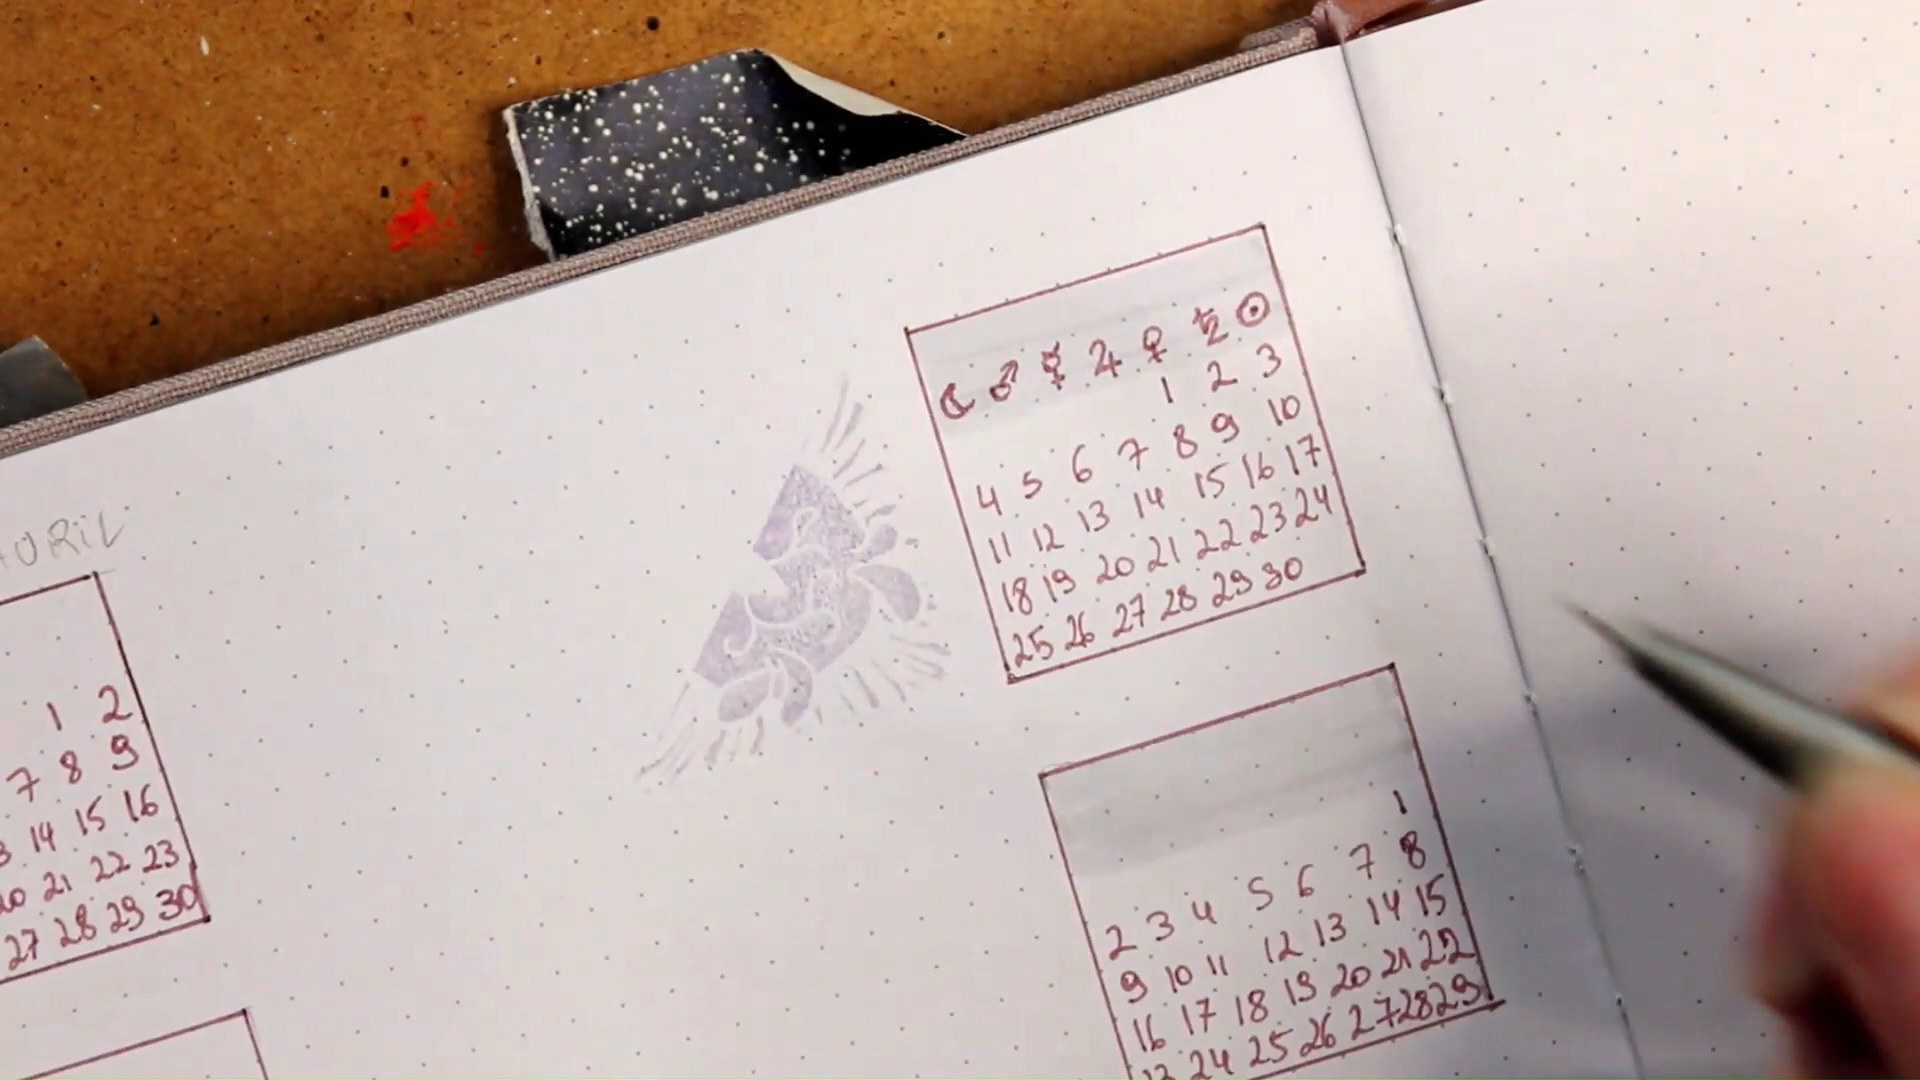 ☾ ♂ ☿ ♃ ♀ ♄ ☉
1 2 3
4 5 6 7 8 9 10
11 12 13 14 15 16 17
18 19 20 21 22 23 24
25 26 27 28 29 30
1 2
7 8 9
14 15 16
20 21 22 23
27 28 29 30
1
2 3 4 5 6 7 8
9 10 11 12 13 14 15
16 17 18 19 20 21 22
24 25 26 27 28 29